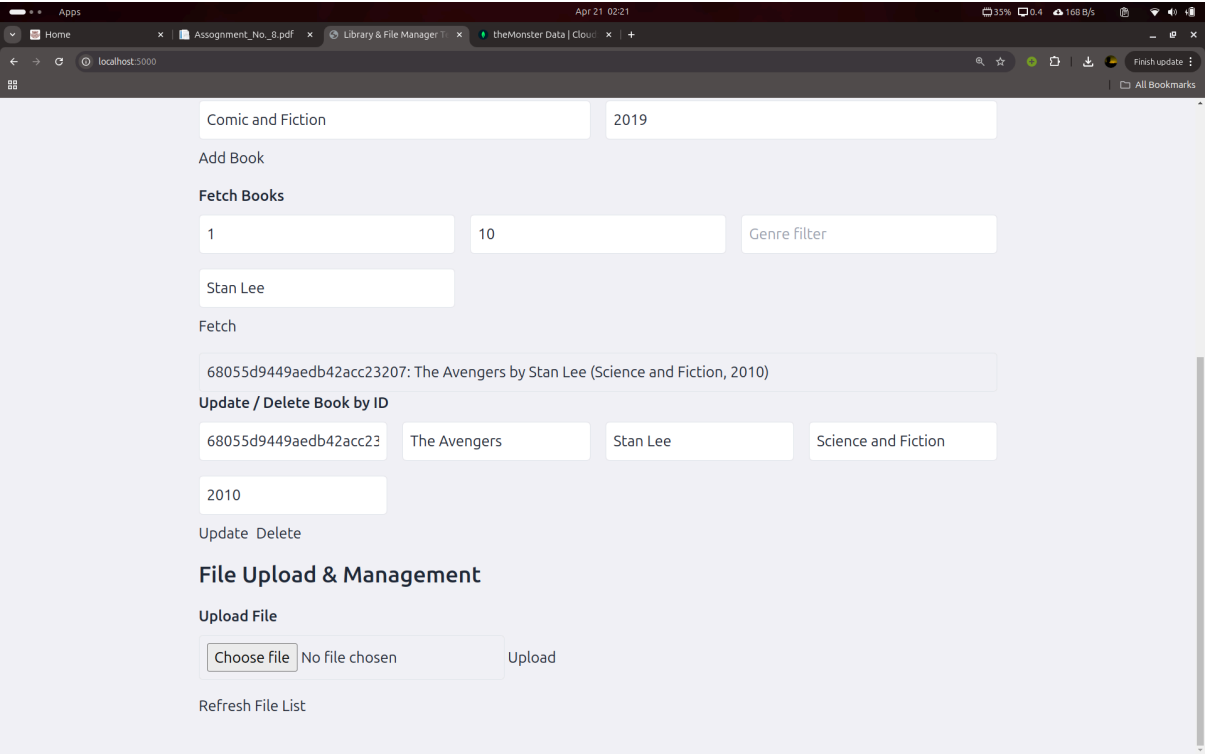 Apps
Apr 21 02:21
35% 0.4 168 B/s
Home
Assognment_No._8.pdf
Library & File Manager
theMonster Data | Cloud
localhost:5000
Finish update
All Bookmarks
Comic and Fiction 2019
Add Book
Fetch Books
1 10 Genre filter
Stan Lee
Fetch
68055d9449aedb42acc23207: The Avengers by Stan Lee (Science and Fiction, 2010)
Update / Delete Book by ID
68055d9449aedb42acc23 The Avengers Stan Lee Science and Fiction
2010
Update Delete
File Upload & Management
Upload File
Choose file No file chosen Upload
Refresh File List